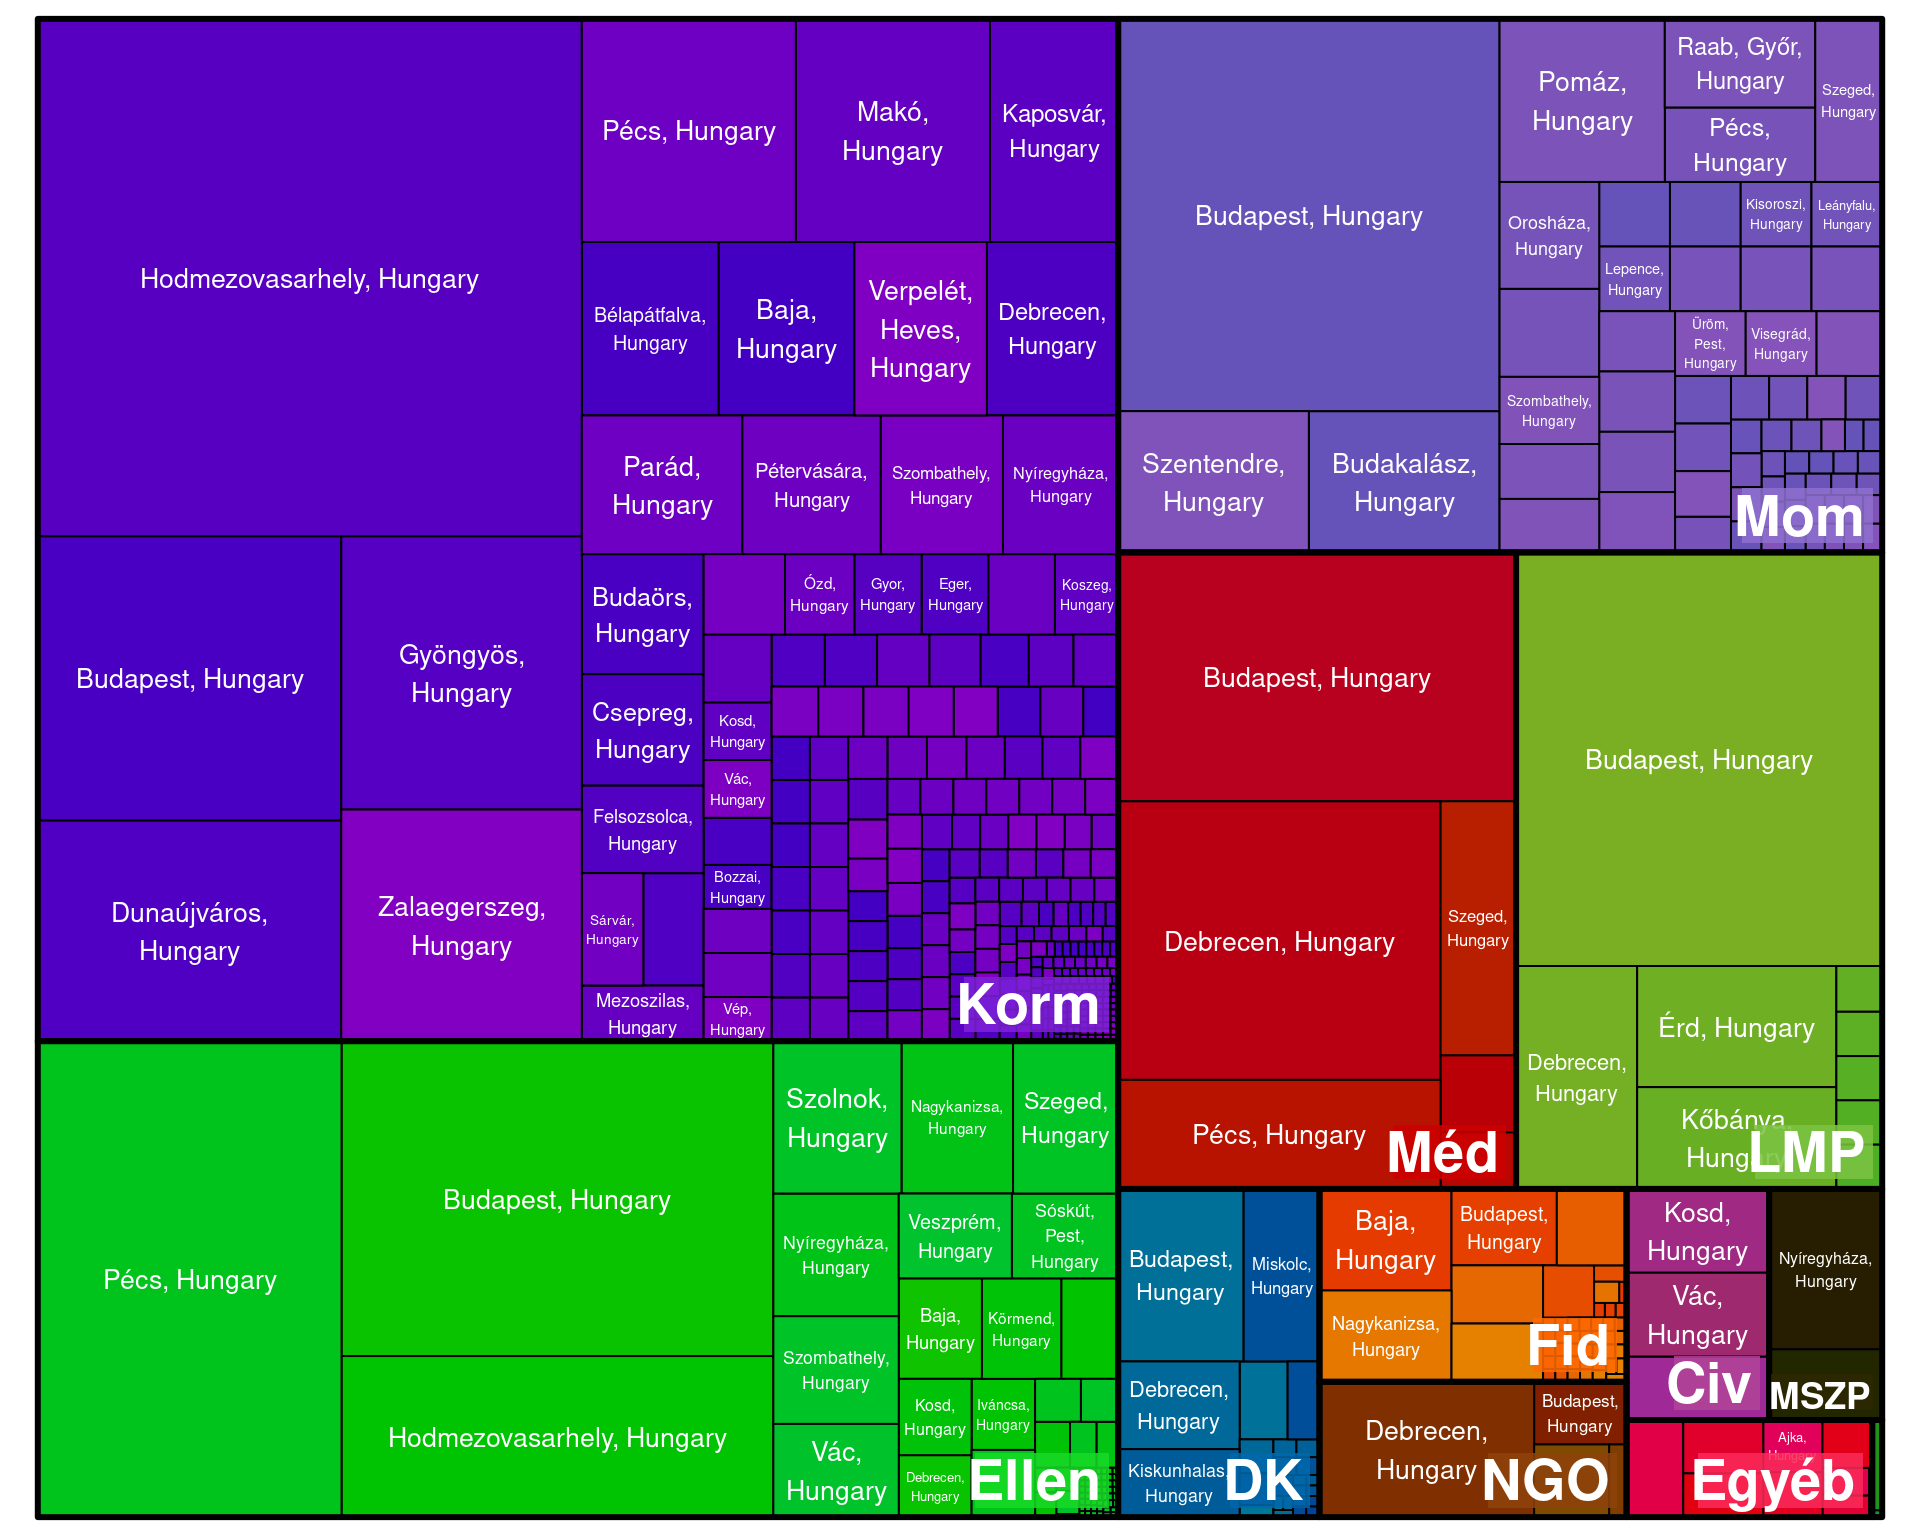 Hodmezovasarhely, Hungary
Pécs, Hungary
Makó,
Hungary
Kaposvár,
Hungary
Bélapátfalva,
Hungary
Baja,
Hungary
Verpelét,
Heves,
Hungary
Debrecen,
Hungary
Parád,
Hungary
Pétervására,
Hungary
Szombathely,
Hungary
Nyíregyháza,
Hungary
Budapest, Hungary
Gyöngyös,
Hungary
Dunaújváros,
Hungary
Zalaegerszeg,
Hungary
Budaörs,
Hungary
Ózd,
Hungary
Gyor,
Hungary
Eger,
Hungary
Koszeg,
Hungary
Csepreg,
Hungary
Kosd,
Hungary
Vác,
Hungary
Felsozsolca,
Hungary
Bozzai,
Hungary
Sárvár,
Hungary
Mezoszilas,
Hungary
Vép,
Hungary
Korm
Budapest, Hungary
Pomáz,
Hungary
Raab, Győr,
Hungary
Pécs,
Hungary
Szeged,
Hungary
Orosháza,
Hungary
Kisoroszi,
Hungary
Leányfalu,
Hungary
Lepence,
Hungary
Üröm,
Pest,
Hungary
Visegrád,
Hungary
Szombathely,
Hungary
Szentendre,
Hungary
Budakalász,
Hungary
Mom
Budapest, Hungary
Debrecen, Hungary
Szeged,
Hungary
Pécs, Hungary
Méd
Budapest, Hungary
Debrecen,
Hungary
Érd, Hungary
Kőbánya,
Hungary
LMP
Pécs, Hungary
Budapest, Hungary
Hodmezovasarhely, Hungary
Szolnok,
Hungary
Nagykanizsa,
Hungary
Szeged,
Hungary
Nyíregyháza,
Hungary
Veszprém,
Hungary
Sóskút,
Pest,
Hungary
Szombathely,
Hungary
Baja,
Hungary
Körmend,
Hungary
Vác,
Hungary
Kosd,
Hungary
Iváncsa,
Hungary
Debrecen,
Hungary
Ellen
Budapest,
Hungary
Miskolc,
Hungary
Debrecen,
Hungary
Kiskunhalas,
Hungary
DK
Baja,
Hungary
Budapest,
Hungary
Nagykanizsa,
Hungary
Fid
Debrecen,
Hungary
Budapest,
Hungary
NGO
Kosd,
Hungary
Vác,
Hungary
Civ
Nyíregyháza,
Hungary
MSZP
Ajka,
Hungary
Egyéb